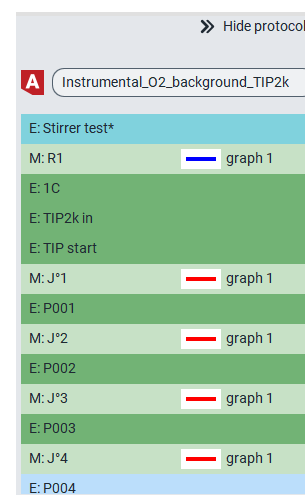 Hide protocol
A
Instrumental_O2_background_TIP2k
E: Stirrer test*
M: R1 graph 1
E: 1C
E: TIP2k in
E: TIP start
M: J°1 graph 1
E: P001
M: J°2 graph 1
E: P002
M: J°3 graph 1
E: P003
M: J°4 graph 1
E: P004